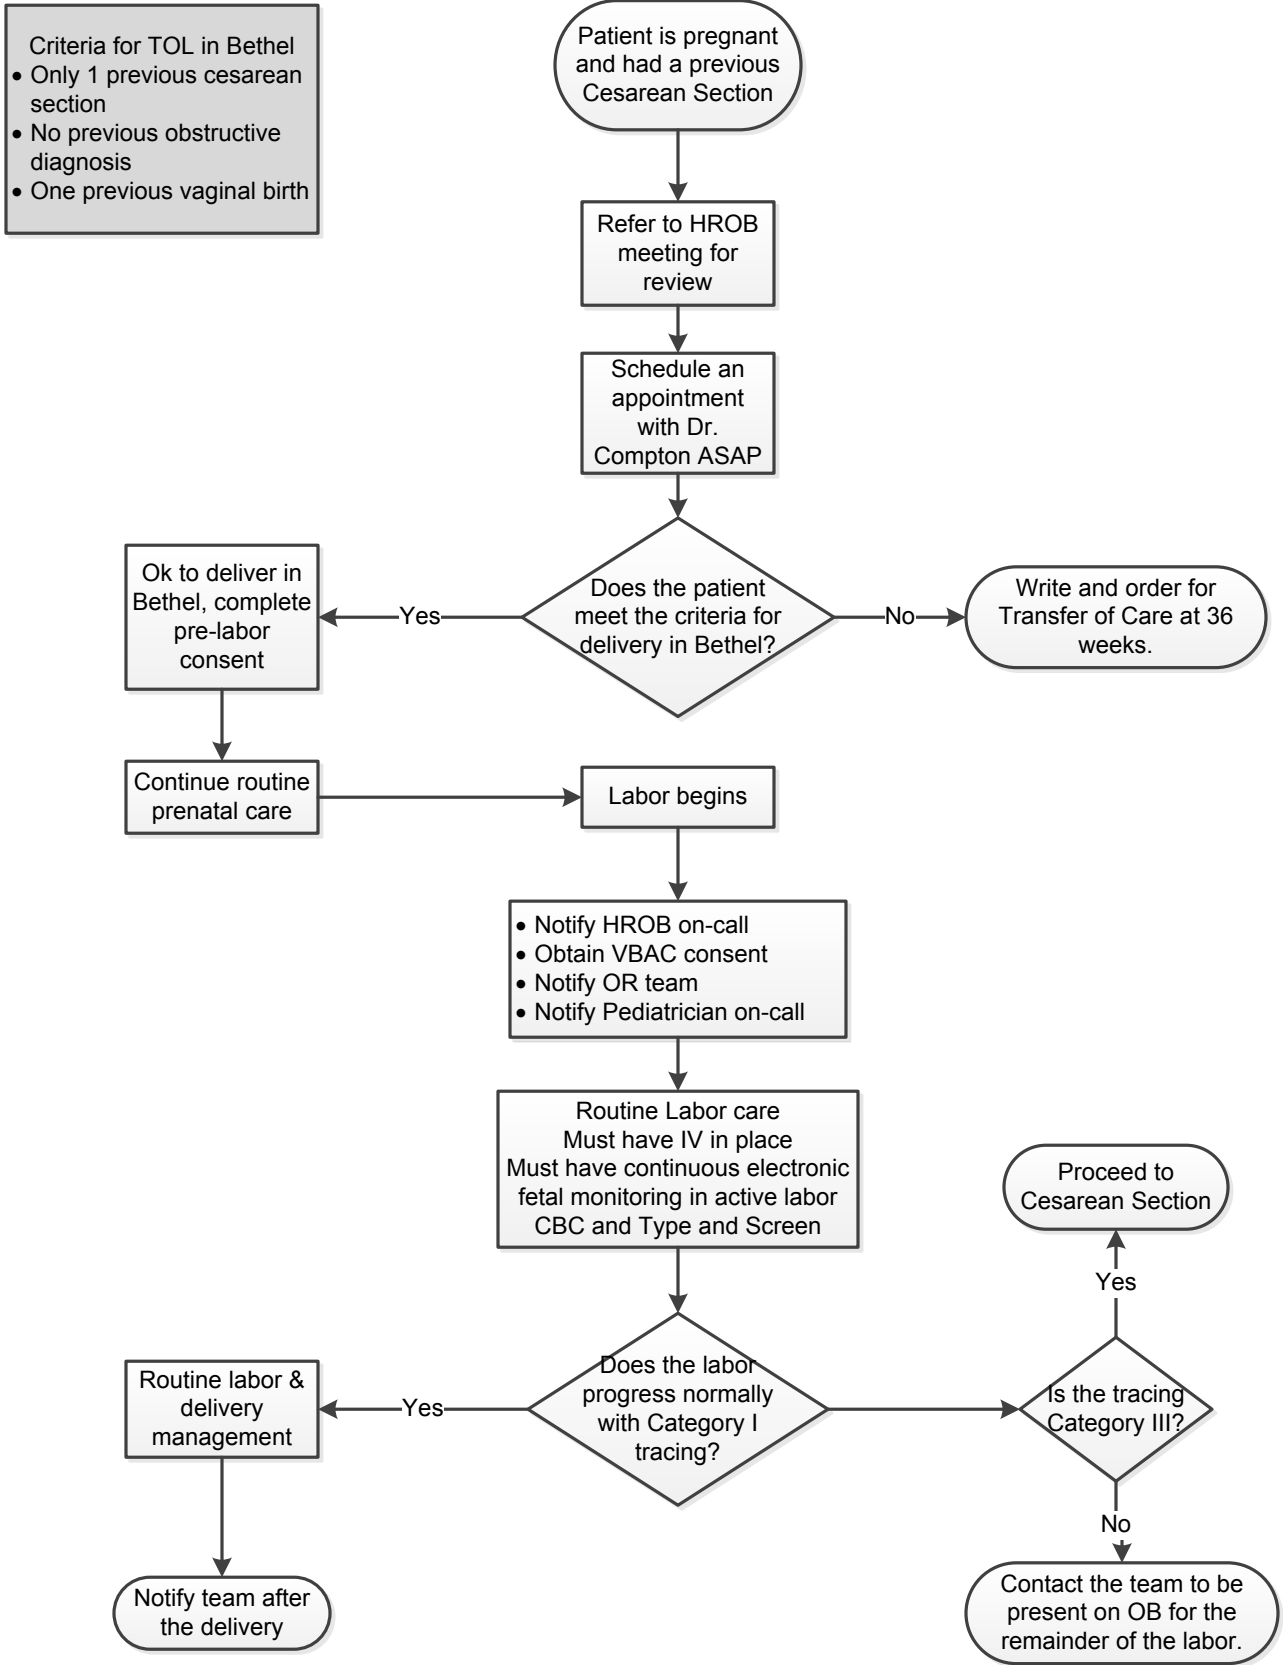 Criteria for TOL in Bethel
• Only 1 previous cesarean
section
• No previous obstructive
diagnosis
• One previous vaginal birth
Patient is pregnant
and had a previous
Cesarean Section
Refer to HROB
meeting for
review
Schedule an
appointment
with Dr.
Compton ASAP
Does the patient
meet the criteria for
delivery in Bethel?
Yes
No
Ok to deliver in
Bethel, complete
pre-labor
consent
Write and order for
Transfer of Care at 36
weeks.
Continue routine
prenatal care
Labor begins
• Notify HROB on-call
• Obtain VBAC consent
• Notify OR team
• Notify Pediatrician on-call
Routine Labor care
Must have IV in place
Must have continuous electronic
fetal monitoring in active labor
CBC and Type and Screen
Does the labor
progress normally
with Category I
tracing?
Yes
Routine labor &
delivery
management
Notify team after
the delivery
Is the tracing
Category III?
Yes
Proceed to
Cesarean Section
No
Contact the team to be
present on OB for the
remainder of the labor.